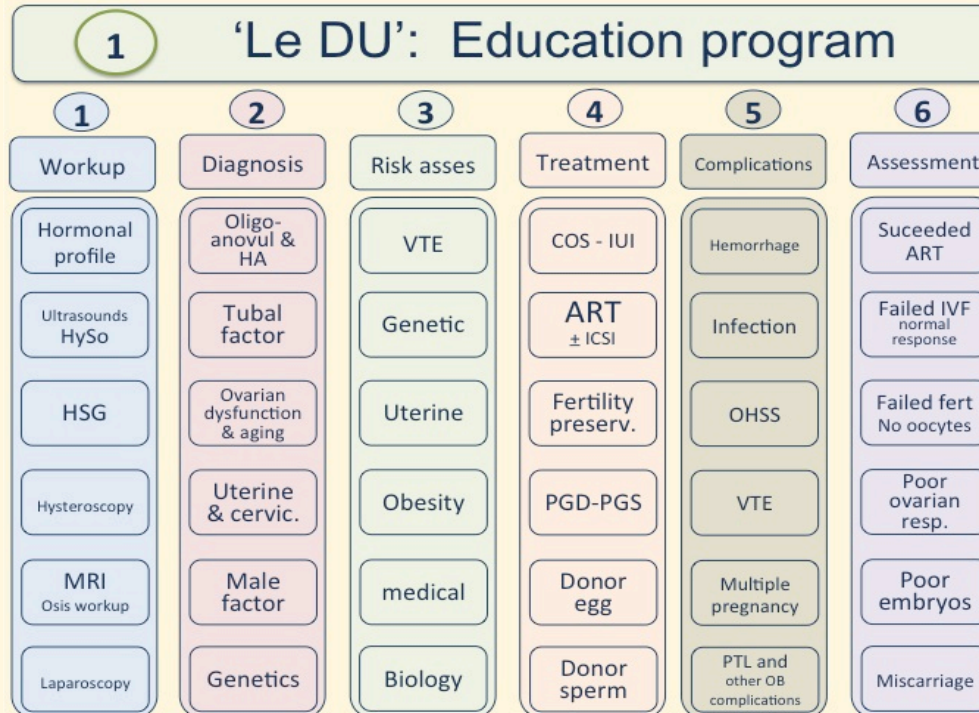 1
'Le DU': Education program
1
Workup
Hormonal
profile
Ultrasounds
HySo
HSG
Hysteroscopy
MRI
Osis workup
Laparoscopy
2
Diagnosis
Oligo-
anovul &
HA
Tubal
factor
Ovarian
dysfunction
& aging
Uterine
& cervic.
Male
factor
Genetics
3
Risk asses
VTE
Genetic
Uterine
Obesity
medical
Biology
4
Treatment
COS - IUI
ART
± ICSI
Fertility
preserv.
PGD-PGS
Donor
egg
Donor
sperm
5
Complications
Hemorrhage
Infection
OHSS
VTE
Multiple
pregnancy
PTL and
other OB
complications
6
Assessment
Suceeded
ART
Failed IVF
normal
response
Failed fert
No oocytes
Poor
ovarian
resp.
Poor
embryos
Miscarriage